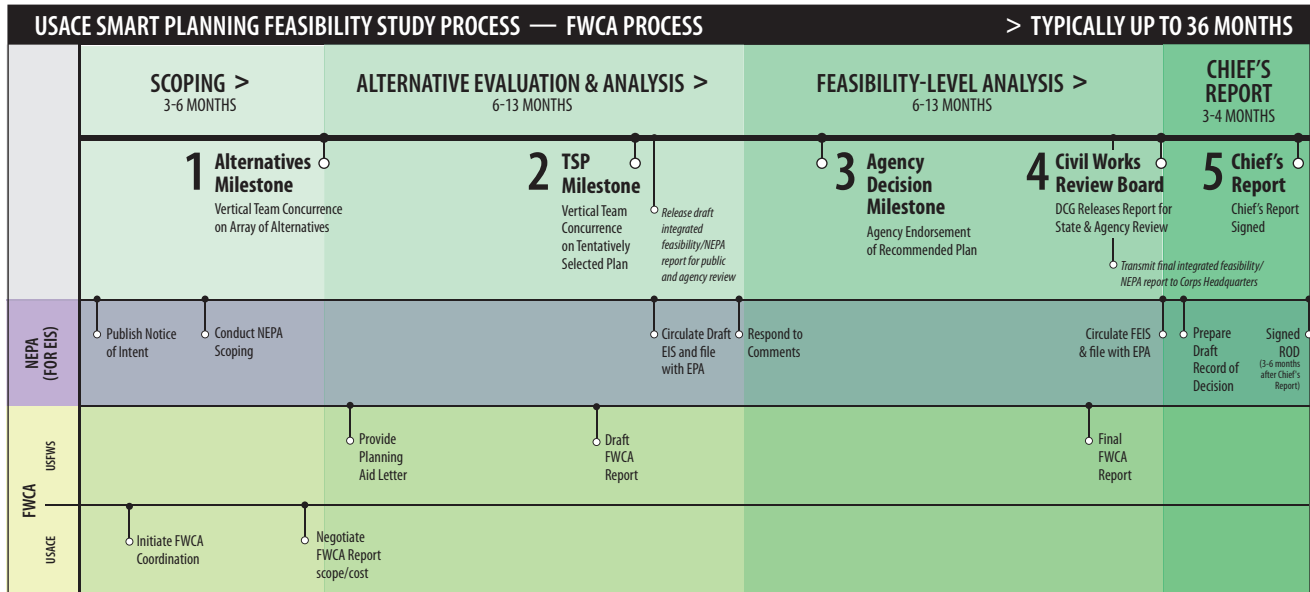 USACE SMART PLANNING FEASIBILITY STUDY PROCESS — FWCA PROCESS
> TYPICALLY UP TO 36 MONTHS
SCOPING >
3-6 MONTHS
ALTERNATIVE EVALUATION & ANALYSIS >
6-13 MONTHS
FEASIBILITY-LEVEL ANALYSIS >
6-13 MONTHS
CHIEF'S
REPORT
3-4 MONTHS
1 Alternatives
Milestone
Vertical Team Concurrence
on Array of Alternatives
2 TSP
Milestone
Vertical Team
Concurrence
on Tentatively
Selected Plan
Release draft
integrated
feasibility/NEPA
report for public
and agency review
3 Agency
Decision
Milestone
Agency Endorsement
of Recommended Plan
4 Civil Works
Review Board
DCG Releases Report for
State & Agency Review
Transmit final integrated feasibility/
NEPA report to Corps Headquarters
5 Chief's
Report
Chief's Report
Signed
NEPA
(FOR EIS)
Publish Notice
of Intent
Conduct NEPA
Scoping
Circulate Draft
EIS and file
with EPA
Respond to
Comments
Circulate FEIS
& file with EPA
Prepare
Draft
Record of
Decision
Signed
ROD
(3-6 months
after Chief's
Report)
FWCA
USFWS
Provide
Planning
Aid Letter
Draft
FWCA
Report
Final
FWCA
Report
USACE
Initiate FWCA
Coordination
Negotiate
FWCA Report
scope/cost